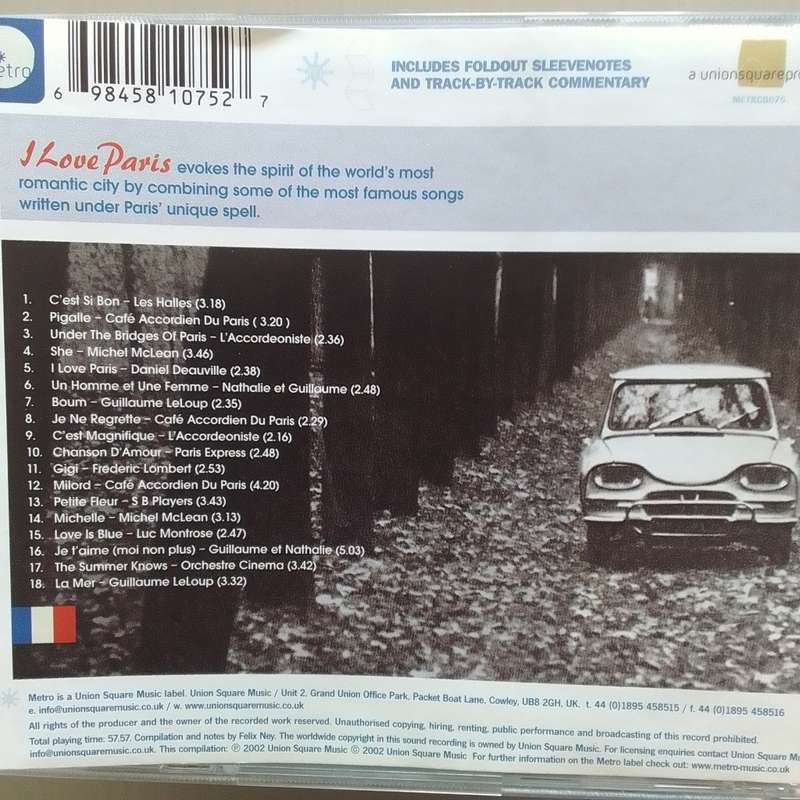 etro
6 98458 10752 7
INCLUDES FOLDOUT SLEEVENOTES
AND TRACK-BY-TRACK COMMENTARY
a unionsquarepro
METROCD075
I Love Paris evokes the spirit of the world's most
romantic city by combining some of the most famous songs
written under Paris' unique spell.
1. C'est Si Bon – Les Halles (3.18)
2. Pigalle – Café Accordien Du Paris ( 3.20 )
3. Under The Bridges Of Paris – L'Accordeoniste (2.36)
4. She – Michel McLean (3.46)
5. I Love Paris – Daniel Deauville (2.38)
6. Un Homme et Une Femme – Nathalie et Guillaume (2.48)
7. Boum – Guillaume LeLoup (2.35)
8. Je Ne Regrette – Café Accordien Du Paris (2.29)
9. C'est Magnifique – L'Accordeoniste (2.16)
10. Chanson D'Amour – Paris Express (2.48)
11. Gigi – Frederic Lombert (2.53)
12. Milord – Café Accordien Du Paris (4.20)
13. Petite Fleur – S B Players (3.43)
14. Michelle – Michel McLean (3.13)
15. Love Is Blue – Luc Montrose (2.47)
16. Je t'aime (moi non plus) – Guillaume et Nathalie (5.03)
17. The Summer Knows – Orchestre Cinema (3.42)
18. La Mer – Guillaume LeLoup (3.32)
Metro is a Union Square Music label. Union Square Music / Unit 2, Grand Union Office Park, Packet Boat Lane, Cowley, UB8 2GH, UK. t. 44 (0)1895 458515 / f. 44 (0)1895 458516
e. info@unionsquaremusic.co.uk / w. www.unionsquaremusic.co.uk
All rights of the producer and the owner of the recorded work reserved. Unauthorised copying, hiring, renting, public performance and broadcasting of this record prohibited.
Total playing time: 57.57. Compilation and notes by Felix Ney. The worldwide copyright in this sound recording is owned by Union Square Music. For licensing enquiries contact Union Square M
info@unionsquaremusic.co.uk. This compilation: ℗ 2002 Union Square Music © 2002 Union Square Music For further information on the Metro label check out: www.metro-music.co.uk